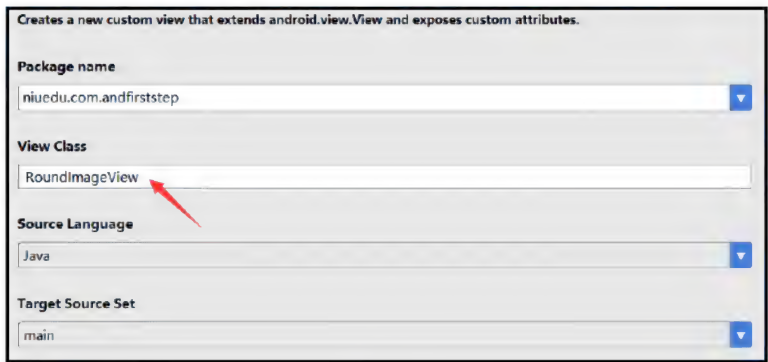 Creates a new custom view that extends android.view.View and exposes custom attributes.
Package name
niuedu.com.andfirststep
View Class
RoundImageView
Source Language
Java
Target Source Set
main